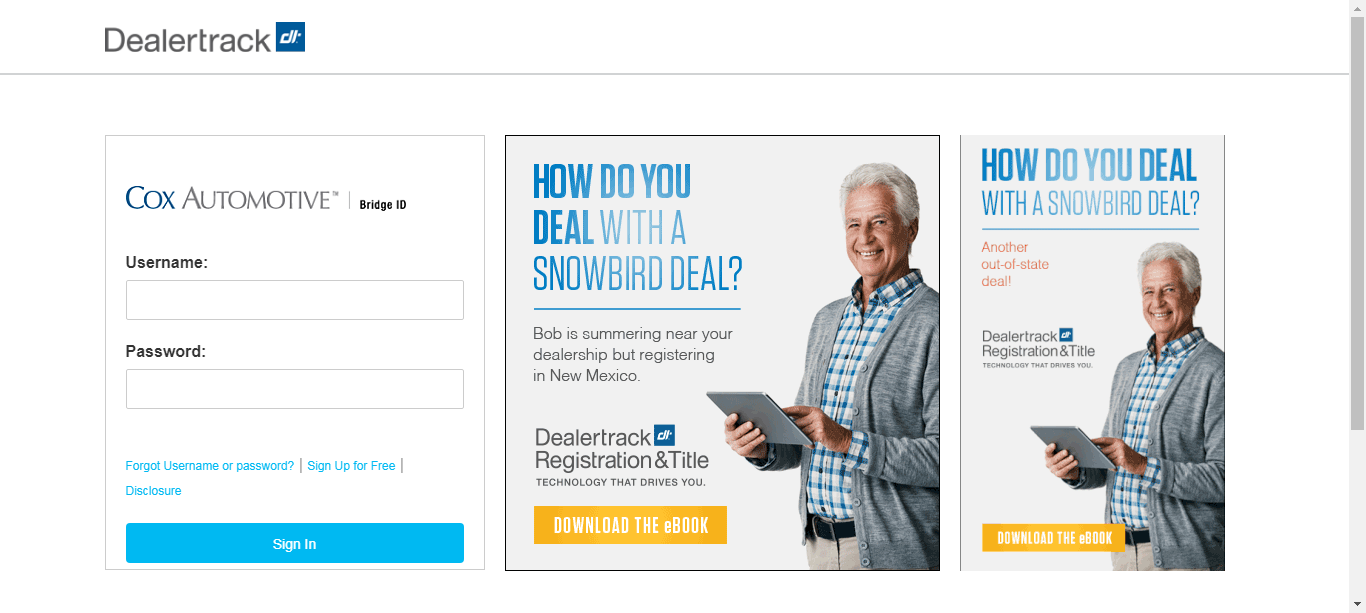 Dealertrack dt
COX AUTOMOTIVE™ | Bridge ID
Username:
Password:
Forgot Username or password? | Sign Up for Free |
Disclosure
Sign In
HOW DO YOU
DEAL WITH A
SNOWBIRD DEAL?
Bob is summering near your
dealership but registering
in New Mexico.
Dealertrack dt
Registration&Title
TECHNOLOGY THAT DRIVES YOU.
DOWNLOAD THE eBOOK
HOW DO YOU DEAL
WITH A SNOWBIRD DEAL?
Another
out-of-state
deal!
Dealertrack dt
Registration&Title
TECHNOLOGY THAT DRIVES YOU.
DOWNLOAD THE eBOOK